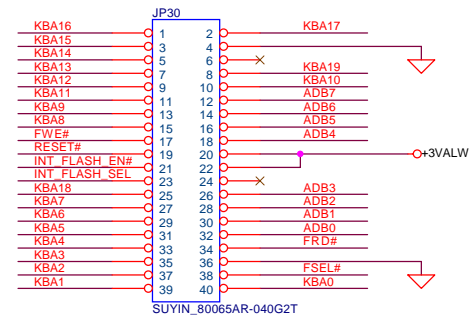 JP30
KBA16 1 2 KBA17
KBA15 3 4
KBA14 5 6
KBA13 7 8 KBA19
KBA12 9 10 KBA10
KBA11 11 12 ADB7
KBA9 13 14 ADB6
KBA8 15 16 ADB5
FWE# 17 18 ADB4
RESET# 19 20 +3VALW
INT_FLASH_EN# 21 22
INT_FLASH_SEL 23 24
KBA18 25 26 ADB3
KBA7 27 28 ADB2
KBA6 29 30 ADB1
KBA5 31 32 ADB0
KBA4 33 34 FRD#
KBA3 35 36
KBA2 37 38 FSEL#
KBA1 39 40 KBA0
SUYIN_80065AR-040G2T